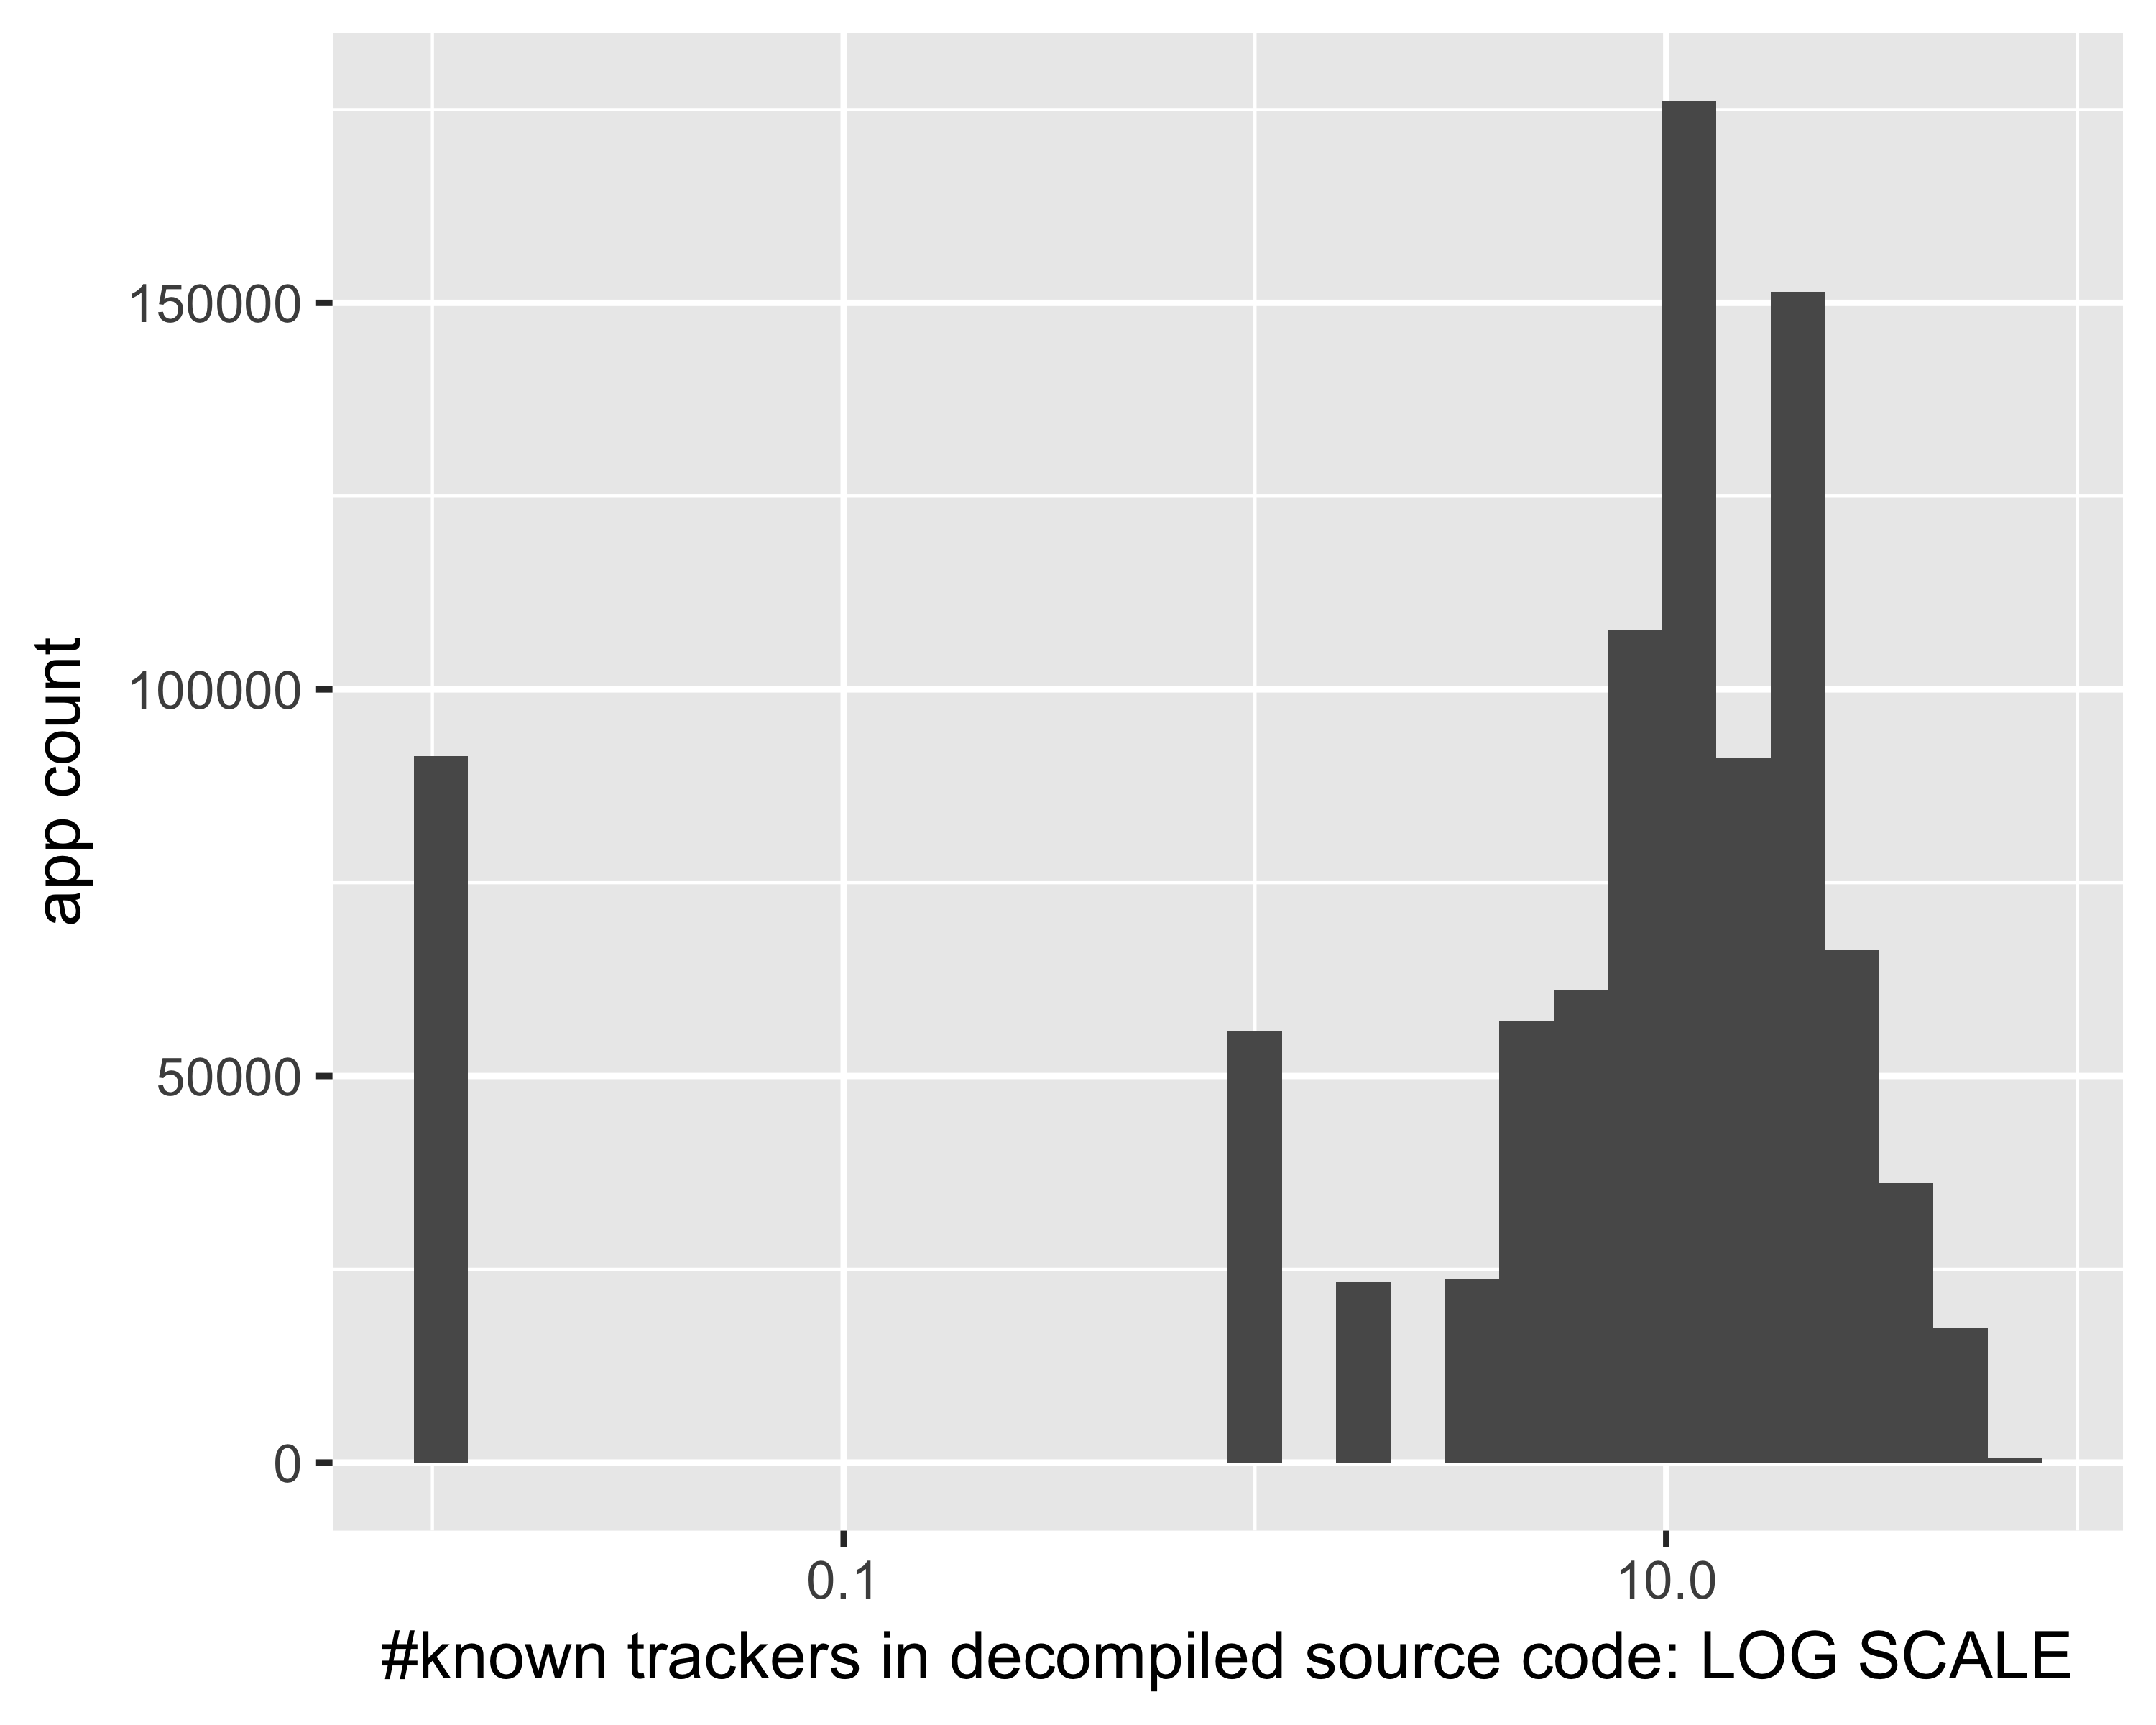 app count
150000
100000
50000
0
0.1 10.0
#known trackers in decompiled source code: LOG SCALE